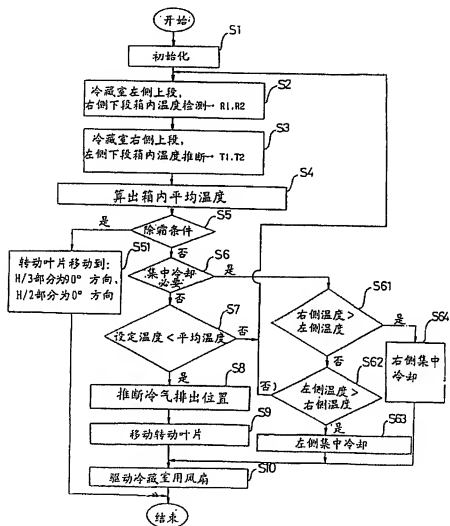 开始
S1
初始化
S2
冷藏室左侧上段,
右侧下段箱内温度检测→R1.R2
S3
冷藏室右侧上段,
左侧下段箱内温度推断→T1.T2
S4
算出箱内平均温度
S5
是
除霜条件
否
S51
转动叶片移动到:
H/3部分为90°方向、
H/2部分为0°方向
S6
集中冷却
必要
是
否
S61
右侧温度>
左侧温度
是
S64
右侧集中
冷却
S7
设定温度<平均温度
否
否
S62
左侧温度>
右侧温度
否
是
是
S8
推断冷气排出位置
S63
左侧集中冷却
S9
移动转动叶片
S10
驱动冷藏室用风扇
结束